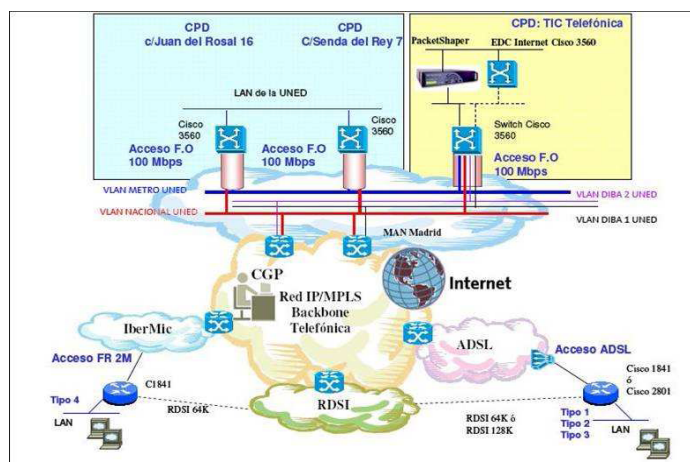 CPD
c/Juan del Rosal 16
CPD
C/Senda del Rey 7
CPD: TIC Telefónica
PacketShaper
EDC Internet Cisco 3560
LAN de la UNED
Cisco
3560
Cisco
3560
Switch Cisco
3560
Acceso F.O
100 Mbps
Acceso F.O
100 Mbps
Acceso F.O
100 Mbps
VLAN METRO UNED
VLAN DIBA 2 UNED
VLAN NACIONAL UNED
VLAN DIBA 1 UNED
MAN Madrid
CGP
Internet
Red IP/MPLS
Backbone
Telefónica
IberMic
ADSL
Acceso FR 2M
Acceso ADSL
C1841
Cisco 1841
ó
Cisco 2801
Tipo 4
LAN
RDSI 64K
RDSI
RDSI 64K ó
RDSI 128K
Tipo 1
Tipo 2
Tipo 3
LAN